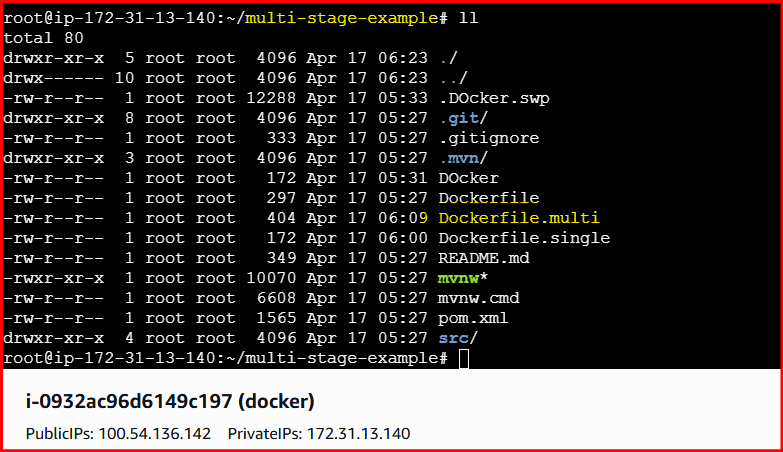 root@ip-172-31-13-140:~/multi-stage-example# ll
total 80
drwxr-xr-x  5 root root  4096 Apr 17 06:23 ./
drwx------ 10 root root  4096 Apr 17 06:23 ../
-rw-r--r--  1 root root 12288 Apr 17 05:33 .DOcker.swp
drwxr-xr-x  8 root root  4096 Apr 17 05:27 .git/
-rw-r--r--  1 root root   333 Apr 17 05:27 .gitignore
drwxr-xr-x  3 root root  4096 Apr 17 05:27 .mvn/
-rw-r--r--  1 root root   172 Apr 17 05:31 DOcker
-rw-r--r--  1 root root   297 Apr 17 05:27 Dockerfile
-rw-r--r--  1 root root   404 Apr 17 06:09 Dockerfile.multi
-rw-r--r--  1 root root   172 Apr 17 06:00 Dockerfile.single
-rw-r--r--  1 root root   349 Apr 17 05:27 README.md
-rwxr-xr-x  1 root root 10070 Apr 17 05:27 mvnw*
-rw-r--r--  1 root root  6608 Apr 17 05:27 mvnw.cmd
-rw-r--r--  1 root root  1565 Apr 17 05:27 pom.xml
drwxr-xr-x  4 root root  4096 Apr 17 05:27 src/
root@ip-172-31-13-140:~/multi-stage-example#
i-0932ac96d6149c197 (docker)
PublicIPs: 100.54.136.142 PrivateIPs: 172.31.13.140